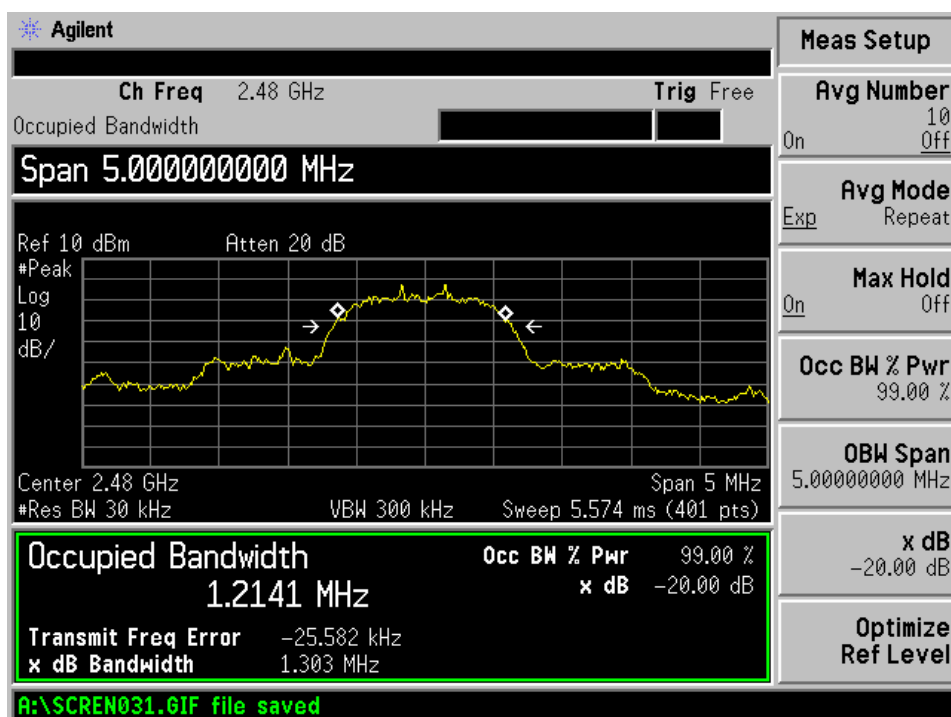 Agilent
Ch Freq 2.48 GHz Trig Free
Occupied Bandwidth
Span 5.000000000 MHz
Ref 10 dBm Atten 20 dB
#Peak
Log
10
dB/
Center 2.48 GHz Span 5 MHz
#Res BW 30 kHz VBW 300 kHz Sweep 5.574 ms (401 pts)
Occupied Bandwidth Occ BW % Pwr 99.00 %
1.2141 MHz x dB -20.00 dB
Transmit Freq Error -25.582 kHz
x dB Bandwidth 1.303 MHz
A:\SCREN031.GIF file saved
Meas Setup
Avg Number
10
On Off
Avg Mode
Exp Repeat
Max Hold
On Off
Occ BW % Pwr
99.00 %
OBW Span
5.00000000 MHz
x dB
-20.00 dB
Optimize
Ref Level